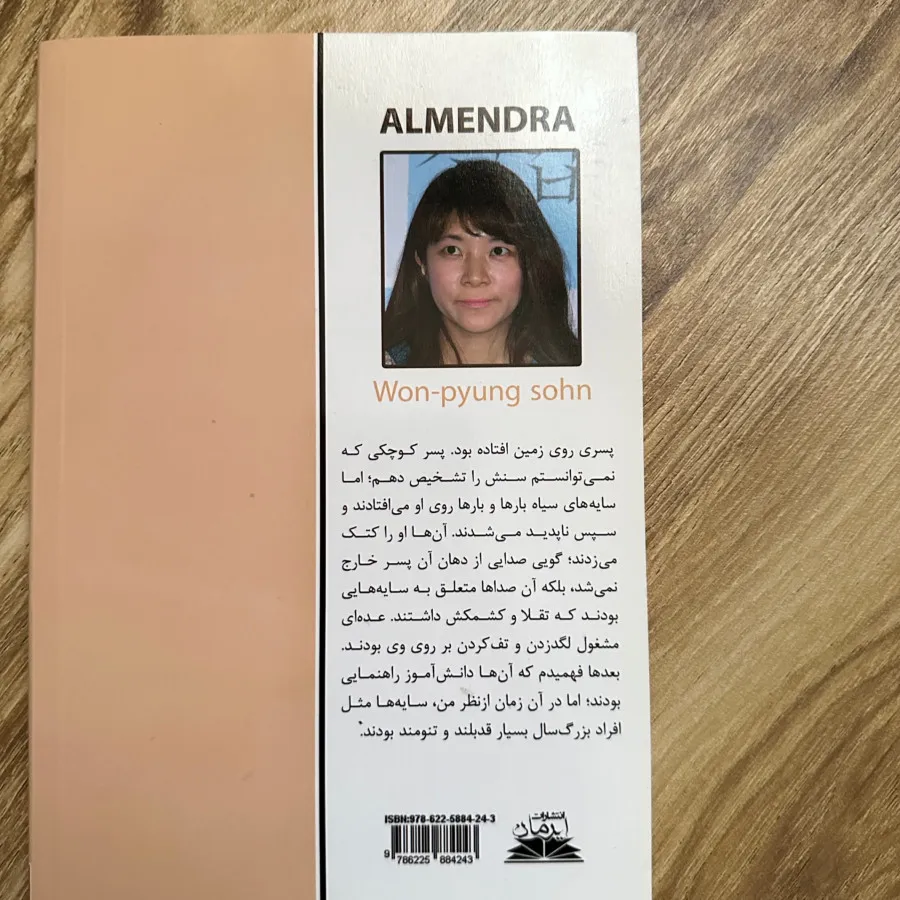 ALMENDRA
Won-pyung sohn
پسری روی زمین افتاده بود. پسر کوچکی که
نمی‌توانستم سنش را تشخیص دهم؛ اما
سایه‌های سیاه بارها و بارها روی او می‌افتادند و
سپس ناپدید می‌شدند. آن‌ها او را کتک
می‌زدند؛ گویی صدایی از دهان آن پسر خارج
نمی‌شد، بلکه آن صداها متعلق به سایه‌هایی
بودند که تقلا و کشمکش داشتند. عده‌ای
مشغول لگدزدن و تف‌کردن بر روی وی بودند.
بعدها فهمیدم که آن‌ها دانش‌آموز راهنمایی
بودند؛ اما در آن زمان ازنظر من، سایه‌ها مثل
افراد بزرگ‌سال بسیار قدبلند و تنومند بودند.
ISBN:978-622-5884-24-3
9 786225 884243
انتشارات
آیدمان